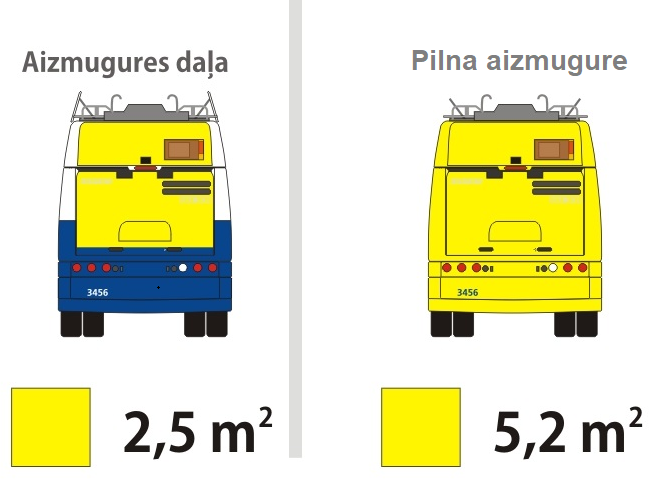 Aizmugures daļa
3456
2,5 m²
Pilna aizmugure
3456
5,2 m²